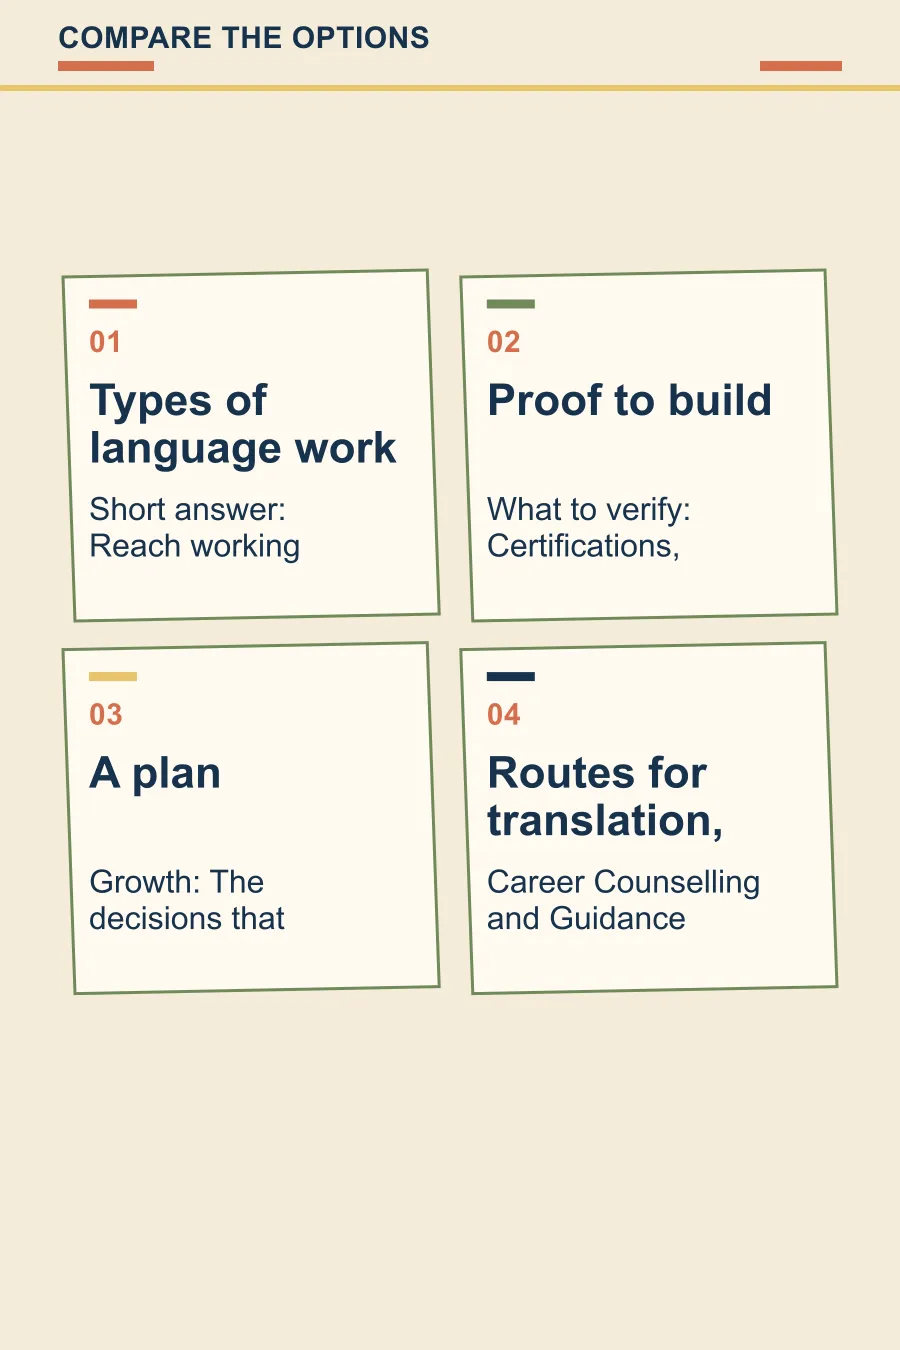 COMPARE THE OPTIONS
01
Types of
language work
Short answer:
Reach working
02
Proof to build
What to verify:
Certifications,
03
A plan
Growth: The
decisions that
04
Routes for
translation,
Career Counselling
and Guidance